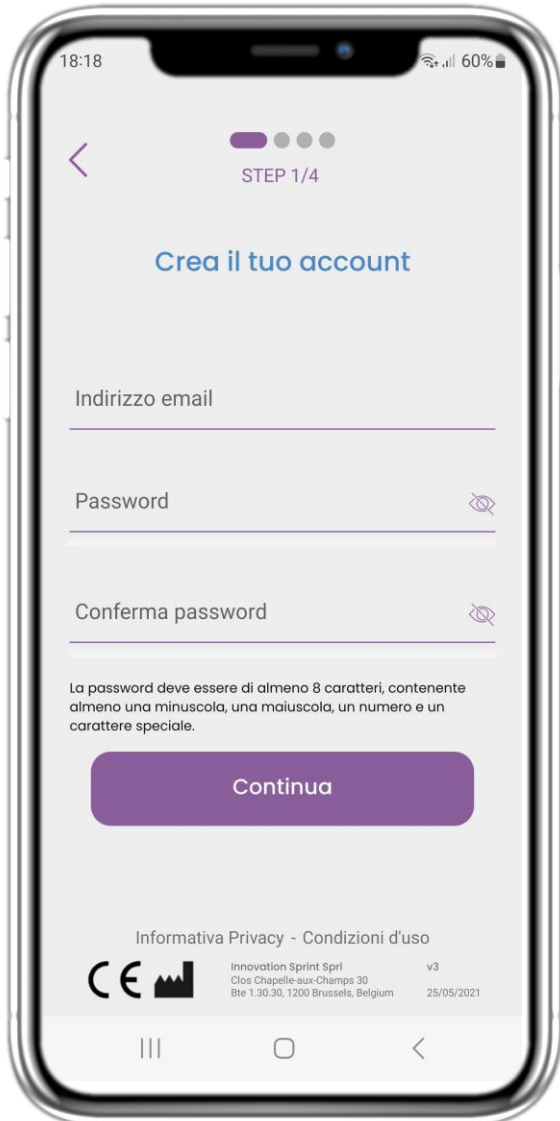 18:18 60%
STEP 1/4
Crea il tuo account
Indirizzo email
Password
Conferma password
La password deve essere di almeno 8 caratteri, contenente
almeno una minuscola, una maiuscola, un numero e un
carattere speciale.
Continua
Informativa Privacy - Condizioni d'uso
CE
Innovation Sprint Sprl v3
Clos Chapelle-aux-Champs 30
Bte 1.30.30, 1200 Brussels, Belgium 25/05/2021